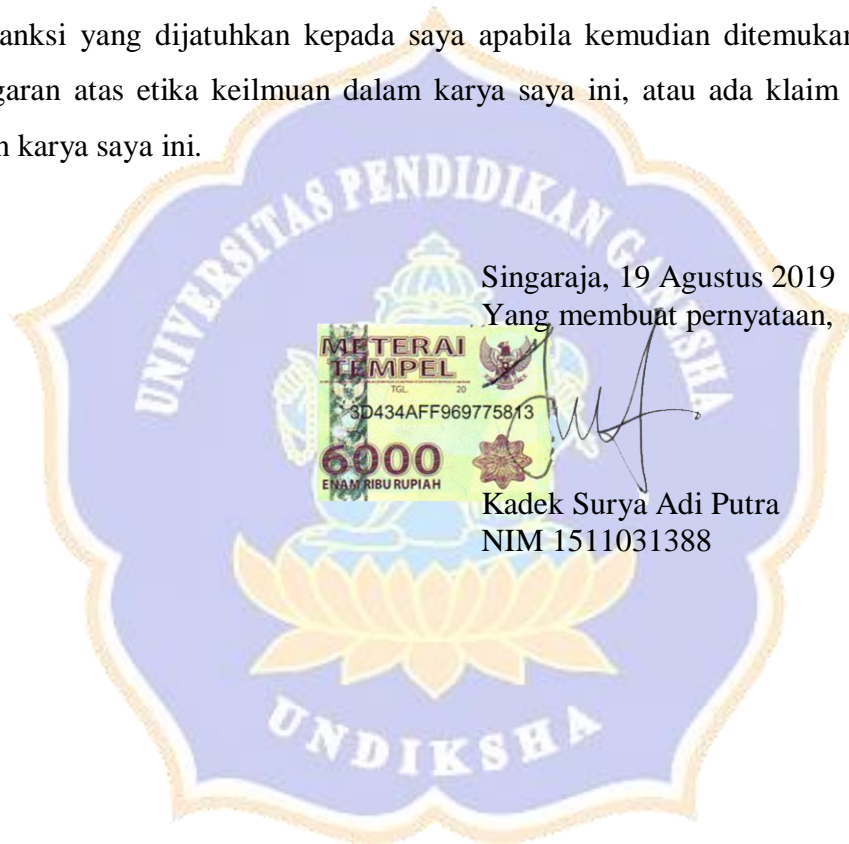 anksi yang dijatuhkan kepada saya apabila kemudian ditemukan
garan atas etika keilmuan dalam karya saya ini, atau ada klaim
karya saya ini.
UNIVERSITAS PENDIDIKAN GANESHA
Singaraja, 19 Agustus 2019
Yang membuat pernyataan,
METERAI
TEMPEL
TGL. 20
3D434AFF969775813
6000
ENAM RIBU RUPIAH
Kadek Surya Adi Putra
NIM 1511031388
UNDIKSHA